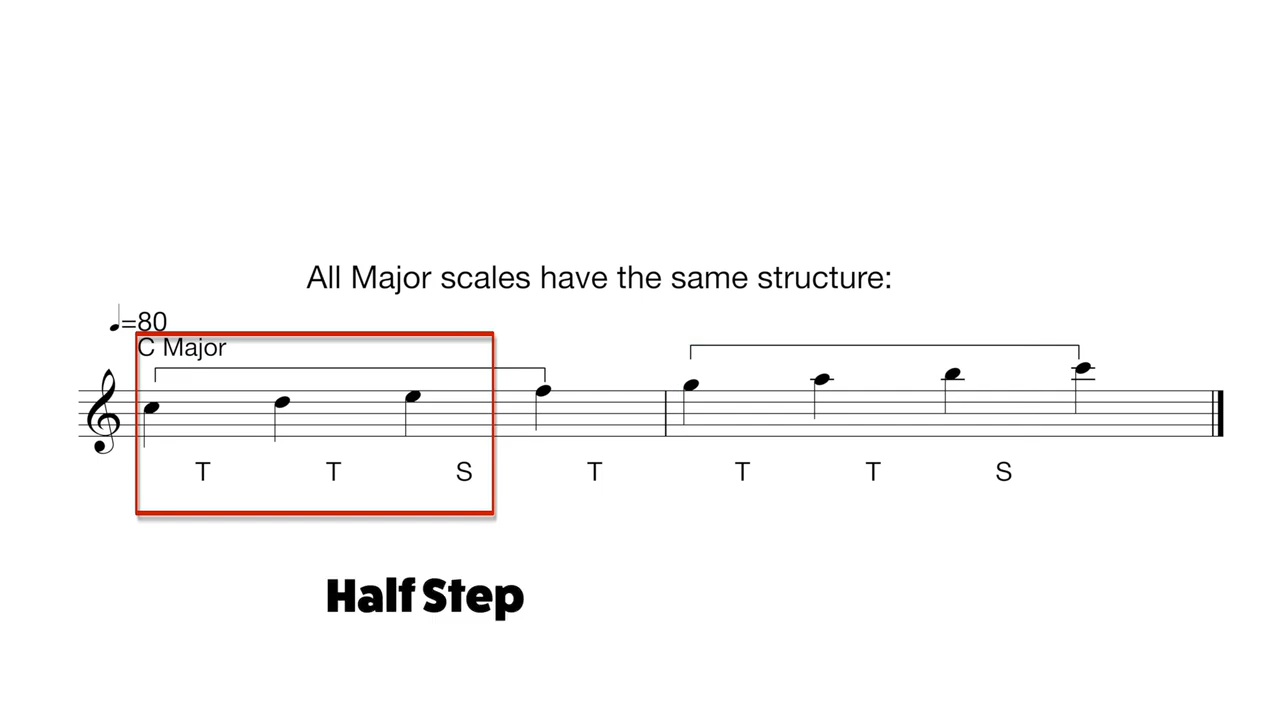 All Major scales have the same structure:
=80
C Major
T T S T T T S
Half Step